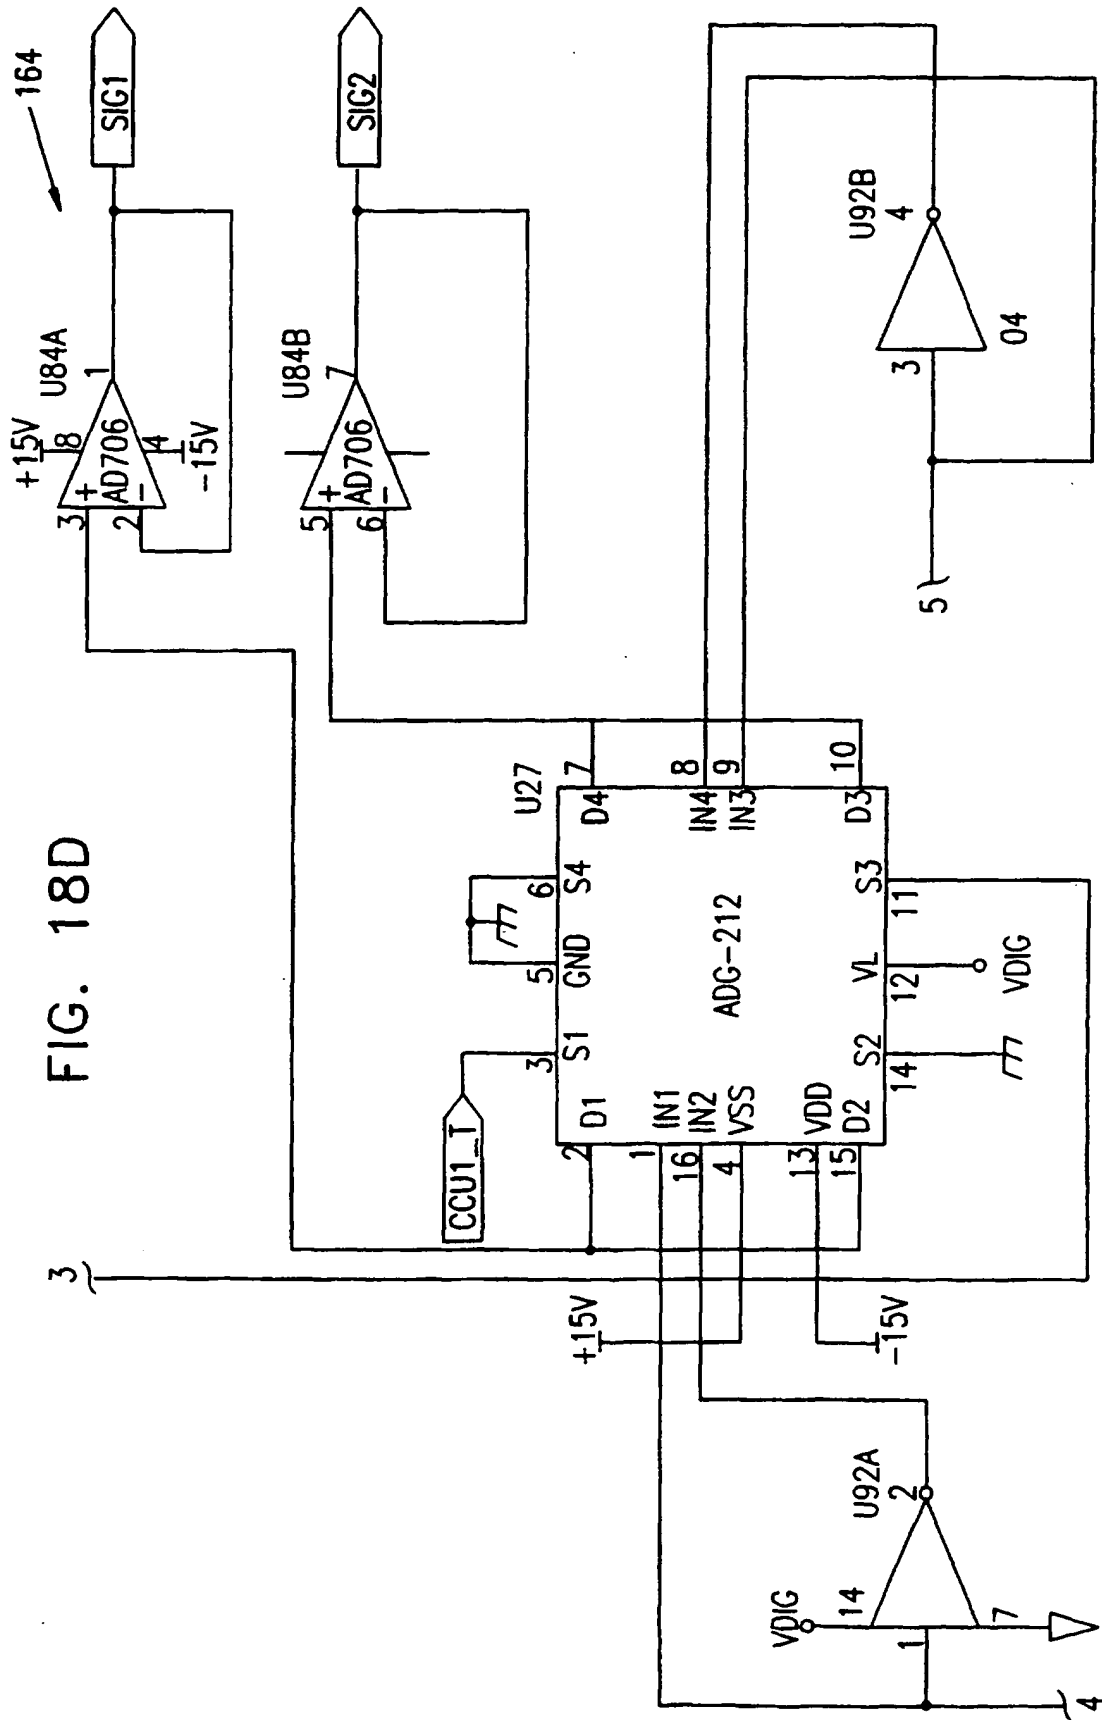 FIG. 18D
164
SIG1
SIG2
U84A
+15V
8
3
+
AD706
1
2
−
4
-15V
U84B
5
+
AD706
7
6
−
3
CCU1_T
U27
ADG-212
2
D1
3
S1
5
GND
6
S4
D4
7
1
IN1
16
IN2
4
VSS
13
VDD
15
D2
IN4
8
IN3
9
D3
10
14
S2
12
VL
11
S3
VDIG
+15V
-15V
U92A
VDIG
14
1
2
7
4
U92B
3
4
04
5